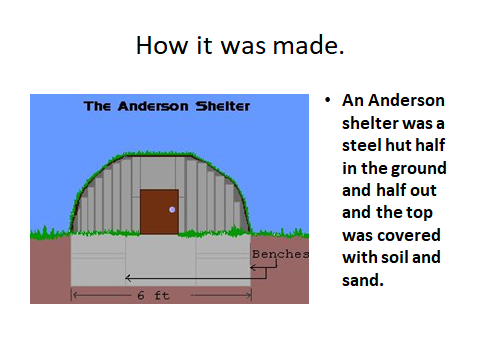 How it was made.
The Anderson Shelter
Benches
6 ft
• An Anderson
shelter was a
steel hut half
in the ground
and half out
and the top
was covered
with soil and
sand.